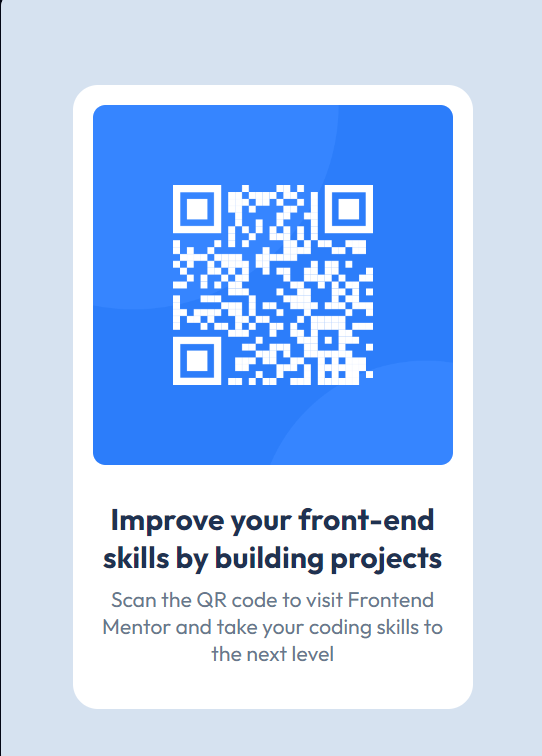 Improve your front-end
skills by building projects
Scan the QR code to visit Frontend
Mentor and take your coding skills to
the next level